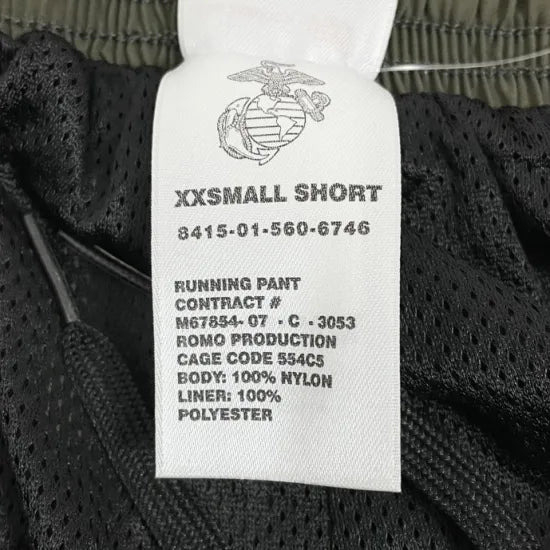 XXSMALL SHORT
8415-01-560-6746
RUNNING PANT
CONTRACT #
M67854-07 - C - 3053
ROMO PRODUCTION
CAGE CODE 554C5
BODY: 100% NYLON
LINER: 100%
POLYESTER